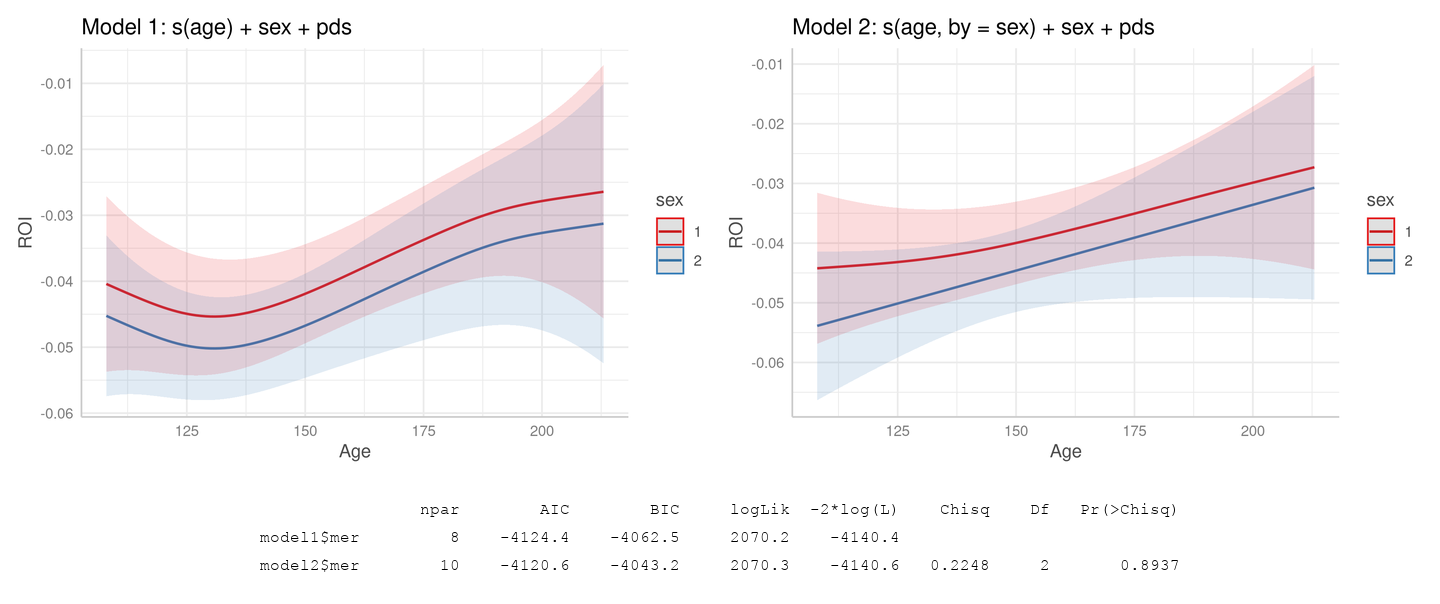 Model 1: s(age) + sex + pds
-0.01
-0.02
-0.03
-0.04
-0.05
-0.06
ROI
125 150 175 200
Age
sex
1
2
Model 2: s(age, by = sex) + sex + pds
-0.01
-0.02
-0.03
-0.04
-0.05
-0.06
ROI
125 150 175 200
Age
sex
1
2
npar AIC BIC logLik -2*log(L) Chisq Df Pr(>Chisq)
model1$mer 8 -4124.4 -4062.5 2070.2 -4140.4
model2$mer 10 -4120.6 -4043.2 2070.3 -4140.6 0.2248 2 0.8937